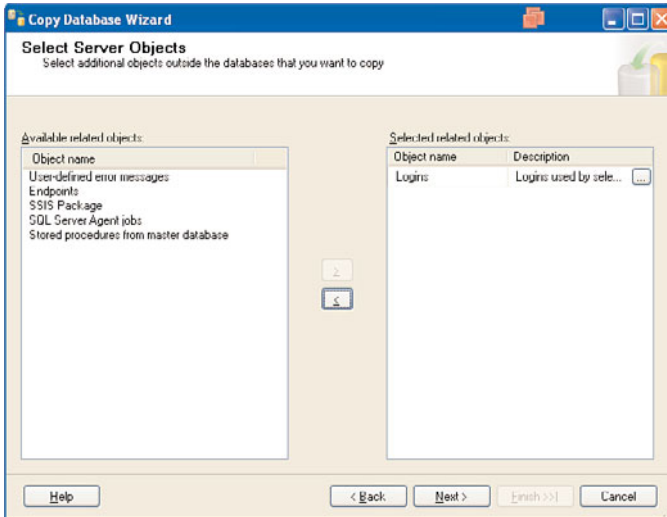 Copy Database Wizard
Select Server Objects
Select additional objects outside the databases that you want to copy
Available related objects:
Object name
User-defined error messages
Endpoints
SSIS Package
SQL Server Agent jobs
Stored procedures from master database
>
<
Selected related objects:
Object name Description
Logins Logins used by sele... ...
Help < Back Next > Finish >>| Cancel